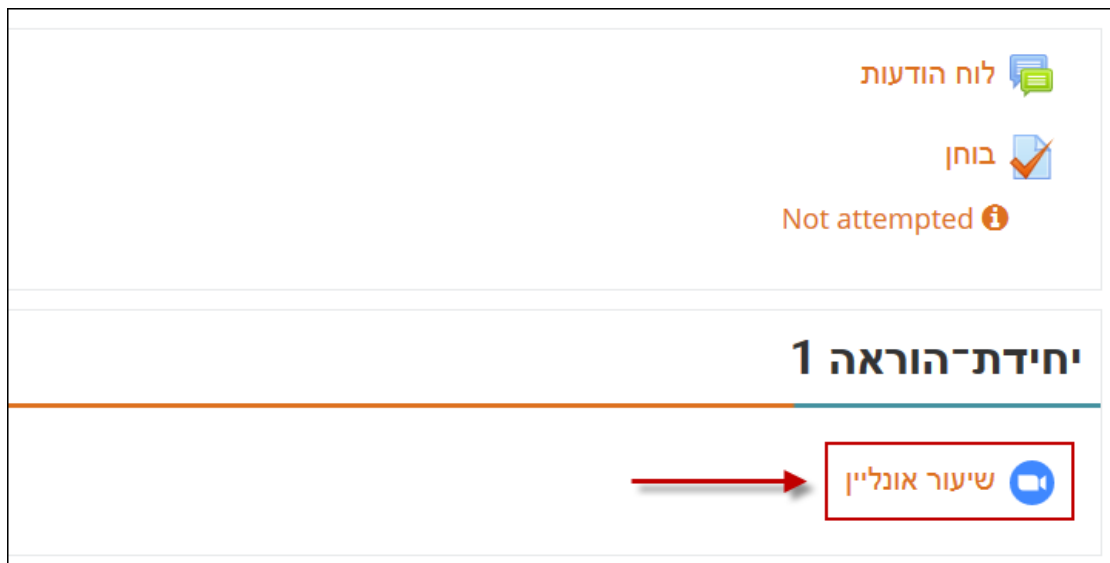 לוח הודעות
בוחן
Not attempted
יחידת־הוראה 1
שיעור אונליין